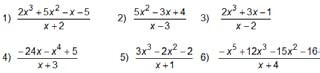 1) (2x³ + 5x² − x − 5)/(x + 2) 2) (5x² − 3x + 4)/(x − 3) 3) (2x³ + 3x − 1)/(x − 2)
4) (−24x − x⁴ + 5)/(x + 3) 5) (3x³ − 2x² − 2)/(x + 1) 6) (−x⁵ + 12x³ − 15x² − 16)/(x + 4)